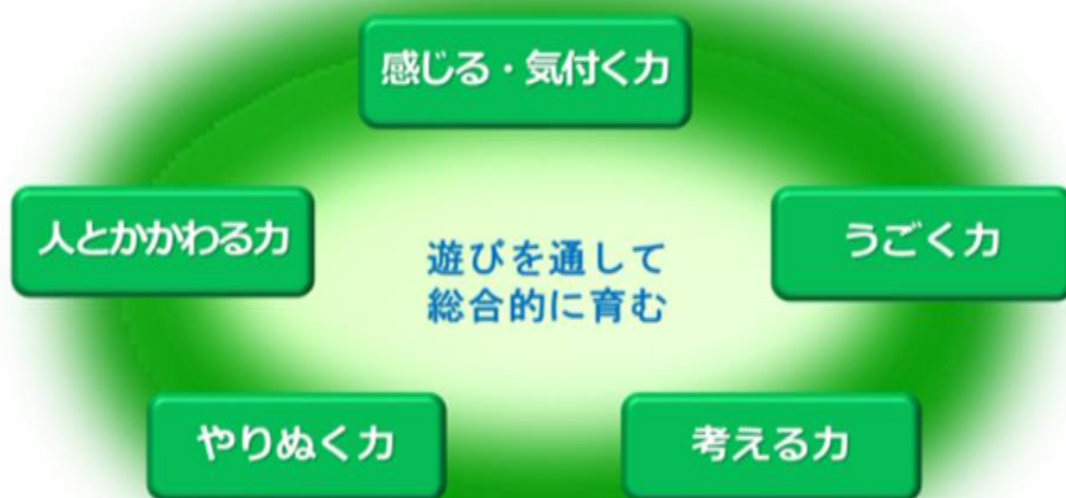 感じる・気付く力
人とかかわる力
うごく力
遊びを通して
総合的に育む
やりぬく力
考える力